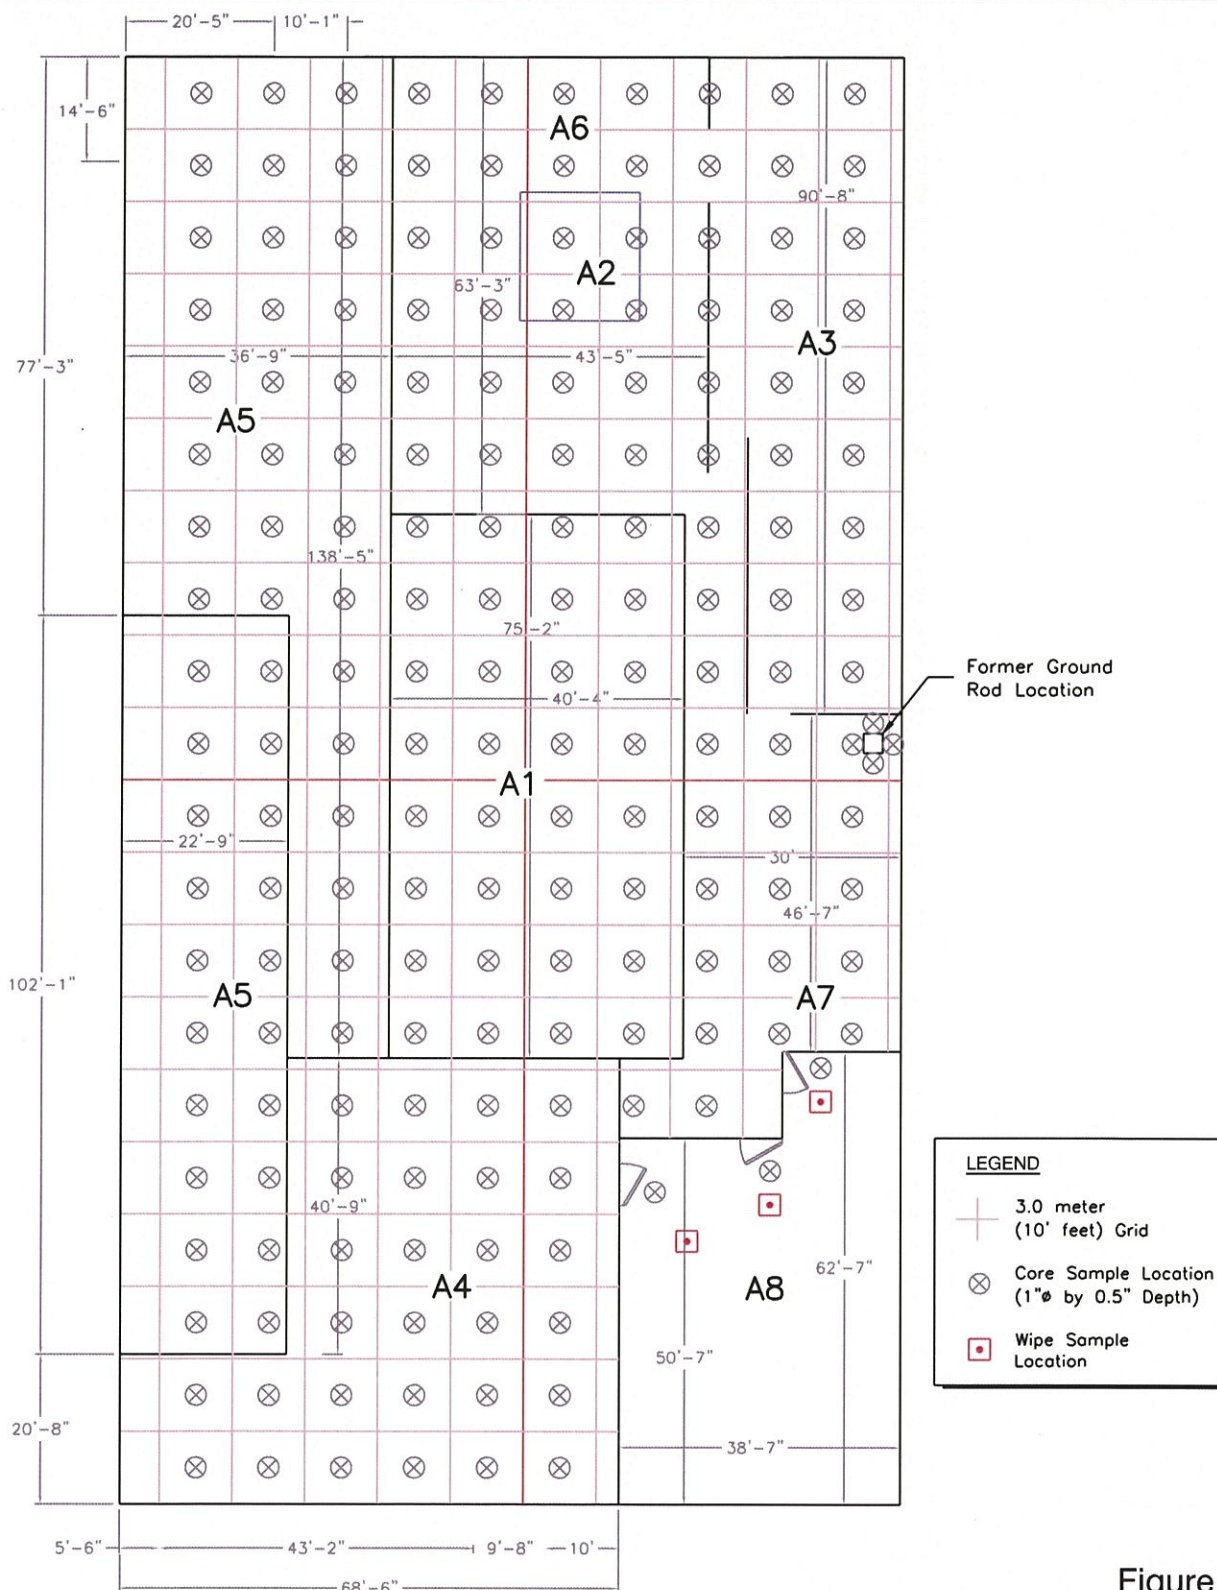 20'-5"
10'-1"
14'-6"
A6
90'-8"
A2
63'-3"
A3
77'-3"
36'-9"
43'-5"
A5
138'-5"
75'-2"
Former Ground
Rod Location
40'-4"
A1
22'-9"
30'
46'-7"
102'-1"
A5
A7
LEGEND
3.0 meter
(10' feet) Grid
40'-9"
62'-7"
Core Sample Location
(1"ø by 0.5" Depth)
A4
A8
Wipe Sample
Location
50'-7"
20'-8"
38'-7"
5'-6"
43'-2"
9'-8"
10'
68'-6"
Figure